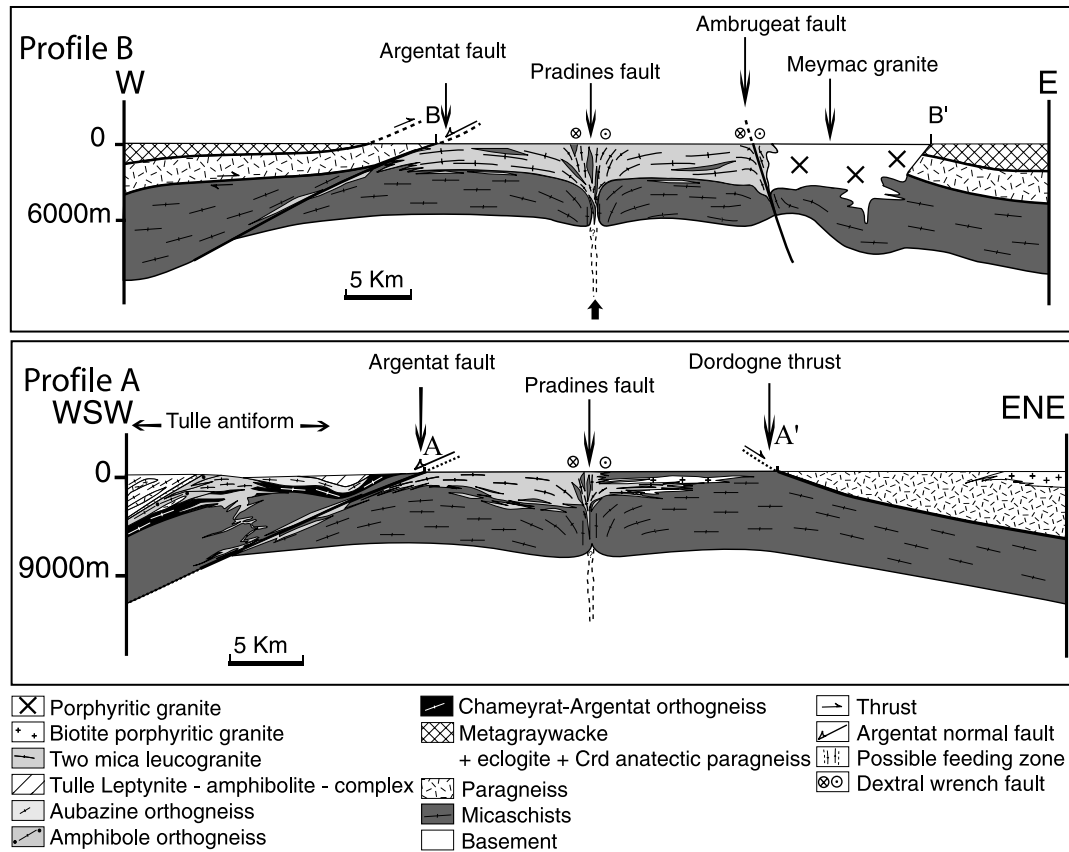 Profile B
W
Argentat fault
Pradines fault
Ambrugeat fault
Meymac granite
E
B
B'
0
6000m
5 Km
Profile A
WSW
Tulle antiform
Argentat fault
Pradines fault
Dordogne thrust
ENE
A
A'
0
9000m
5 Km
Porphyritic granite
Biotite porphyritic granite
Two mica leucogranite
Tulle Leptynite - amphibolite - complex
Aubazine orthogneiss
Amphibole orthogneiss
Chameyrat-Argentat orthogneiss
Metagraywacke
+ eclogite + Crd anatectic paragneiss
Paragneiss
Micaschists
Basement
Thrust
Argentat normal fault
Possible feeding zone
Dextral wrench fault